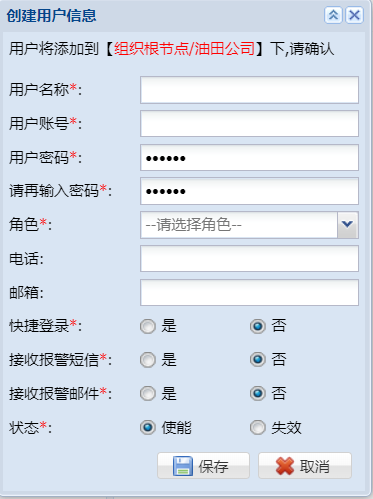 创建用户信息
用户将添加到【组织根节点/油田公司】下,请确认
用户名称*:
用户账号*:
用户密码*: ●●●●●●
请再输入密码*: ●●●●●●
角色*: --请选择角色--
电话:
邮箱:
快捷登录*: 是 否
接收报警短信*: 是 否
接收报警邮件*: 是 否
状态*: 使能 失效
保存 取消